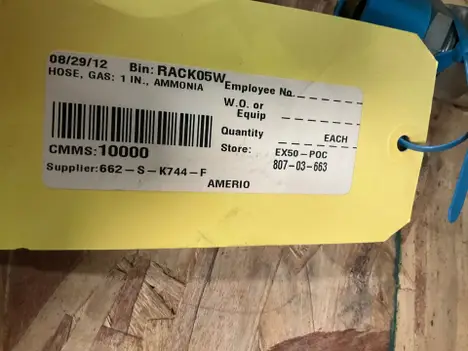 08/29/12 Bin: RACK05W
HOSE, GAS: 1 IN., AMMONIA
Employee No
W.O. or
Equip
Quantity EACH
CMMS: 10000
Store: EX50-POC
807-03-663
Supplier: 662-S-K744-F
AMERIO